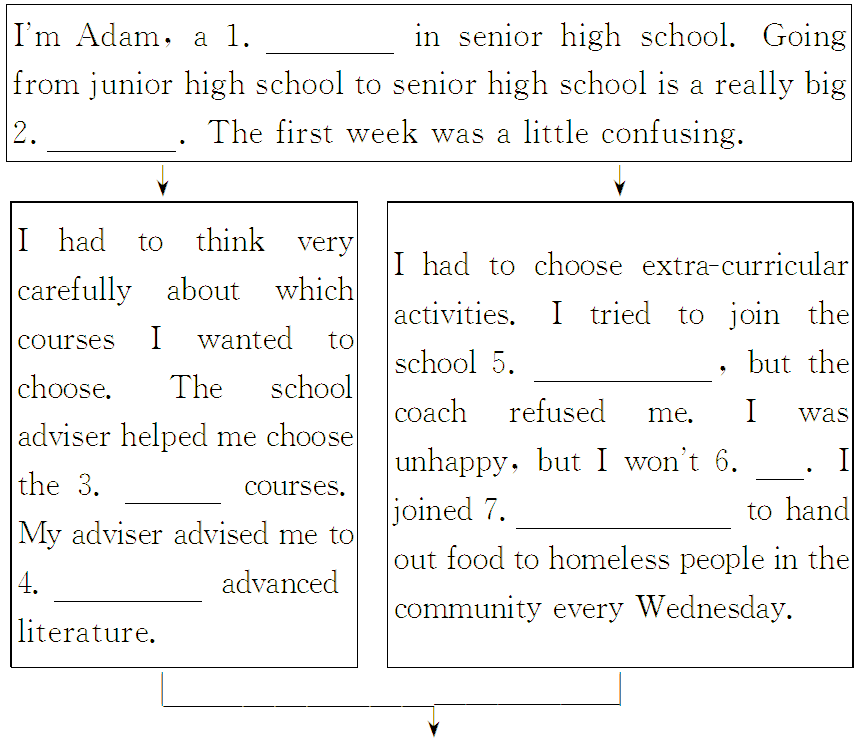 I'm Adam, a 1. ________ in senior high school. Going
from junior high school to senior high school is a really big
2. ________. The first week was a little confusing.
I had to think very
carefully about which
courses I wanted to
choose. The school
adviser helped me choose
the 3. ______ courses.
My adviser advised me to
4. _________ advanced
literature.
I had to choose extra-curricular
activities. I tried to join the
school 5. ___________, but the
coach refused me. I was
unhappy, but I won't 6. ___. I
joined 7. _____________ to hand
out food to homeless people in the
community every Wednesday.